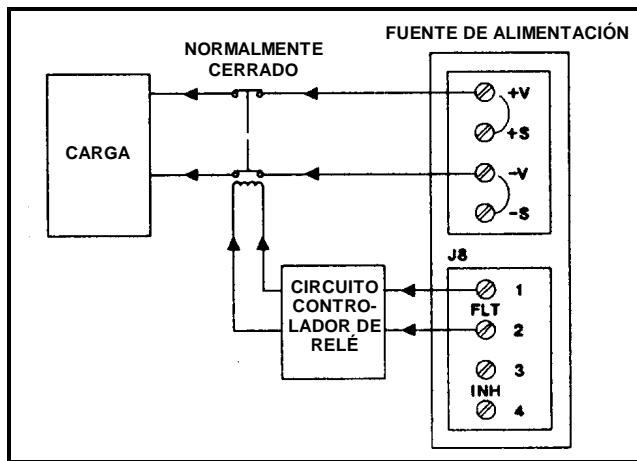 FUENTE DE ALIMENTACIÓN
NORMALMENTE
CERRADO
+V
+S
CARGA
-V
-S
J8
CIRCUITO
CONTRO-
LADOR DE
RELÉ
1
FLT
2
3
INH
4